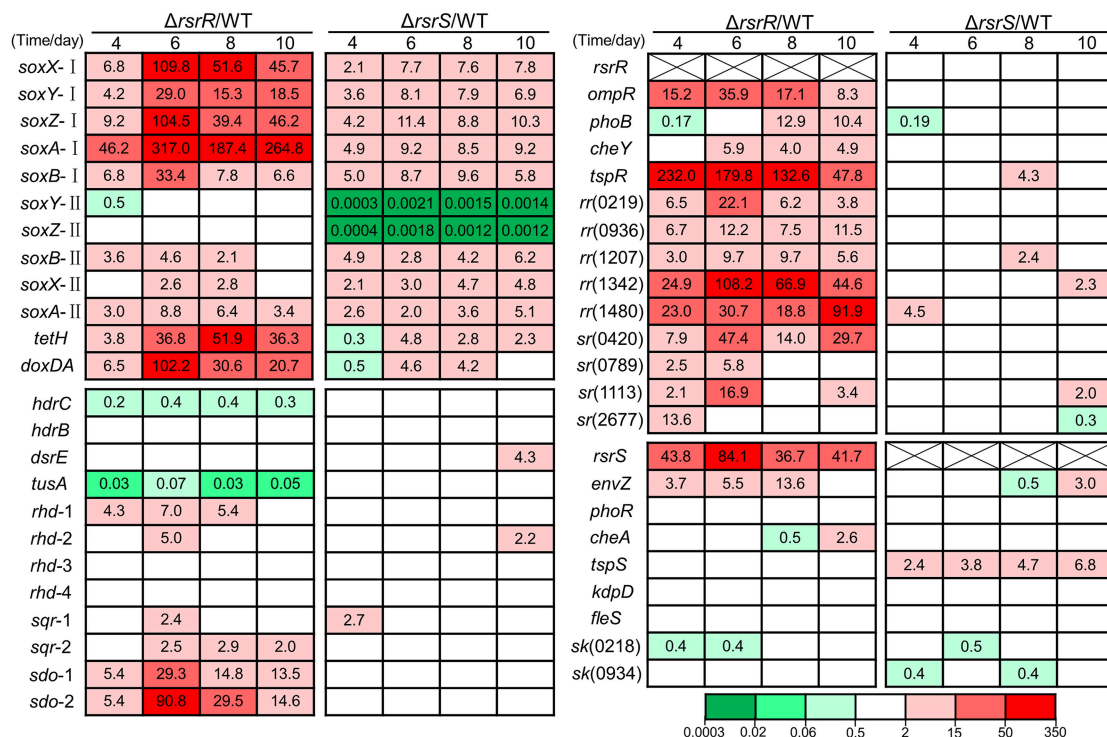 ΔrsrR/WT ΔrsrS/WT
(Time/day) 4 6 8 10 4 6 8 10
soxX-Ⅰ 6.8 109.8 51.6 45.7 2.1 7.7 7.6 7.8
soxY-Ⅰ 4.2 29.0 15.3 18.5 3.6 8.1 7.9 6.9
soxZ-Ⅰ 9.2 104.5 39.4 46.2 4.2 11.4 8.8 10.3
soxA-Ⅰ 46.2 317.0 187.4 264.8 4.9 9.2 8.5 9.2
soxB-Ⅰ 6.8 33.4 7.8 6.6 5.0 8.7 9.6 5.8
soxY-Ⅱ 0.5 0.0003 0.0021 0.0015 0.0014
soxZ-Ⅱ 0.0004 0.0018 0.0012 0.0012
soxB-Ⅱ 3.6 4.6 2.1 4.9 2.8 4.2 6.2
soxX-Ⅱ 2.6 2.8 2.1 3.0 4.7 4.8
soxA-Ⅱ 3.0 8.8 6.4 3.4 2.6 2.0 3.6 5.1
tetH 3.8 36.8 51.9 36.3 0.3 4.8 2.8 2.3
doxDA 6.5 102.2 30.6 20.7 0.5 4.6 4.2
hdrC 0.2 0.4 0.4 0.3
hdrB
dsrE 4.3
tusA 0.03 0.07 0.03 0.05
rhd-1 4.3 7.0 5.4
rhd-2 5.0 2.2
rhd-3
rhd-4
sqr-1 2.4 2.7
sqr-2 2.5 2.9 2.0
sdo-1 5.4 29.3 14.8 13.5
sdo-2 5.4 90.8 29.5 14.6
ΔrsrR/WT ΔrsrS/WT
(Time/day) 4 6 8 10 4 6 8 10
rsrR
ompR 15.2 35.9 17.1 8.3
phoB 0.17 12.9 10.4 0.19
cheY 5.9 4.0 4.9
tspR 232.0 179.8 132.6 47.8 4.3
rr(0219) 6.5 22.1 6.2 3.8
rr(0936) 6.7 12.2 7.5 11.5
rr(1207) 3.0 9.7 9.7 5.6 2.4
rr(1342) 24.9 108.2 66.9 44.6 2.3
rr(1480) 23.0 30.7 18.8 91.9 4.5
sr(0420) 7.9 47.4 14.0 29.7
sr(0789) 2.5 5.8
sr(1113) 2.1 16.9 3.4 2.0
sr(2677) 13.6 0.3
rsrS 43.8 84.1 36.7 41.7
envZ 3.7 5.5 13.6 0.5 3.0
phoR
cheA 0.5 2.6
tspS 2.4 3.8 4.7 6.8
kdpD
fleS
sk(0218) 0.4 0.4 0.5
sk(0934) 0.4 0.4
0.0003 0.02 0.06 0.5 2 15 50 350